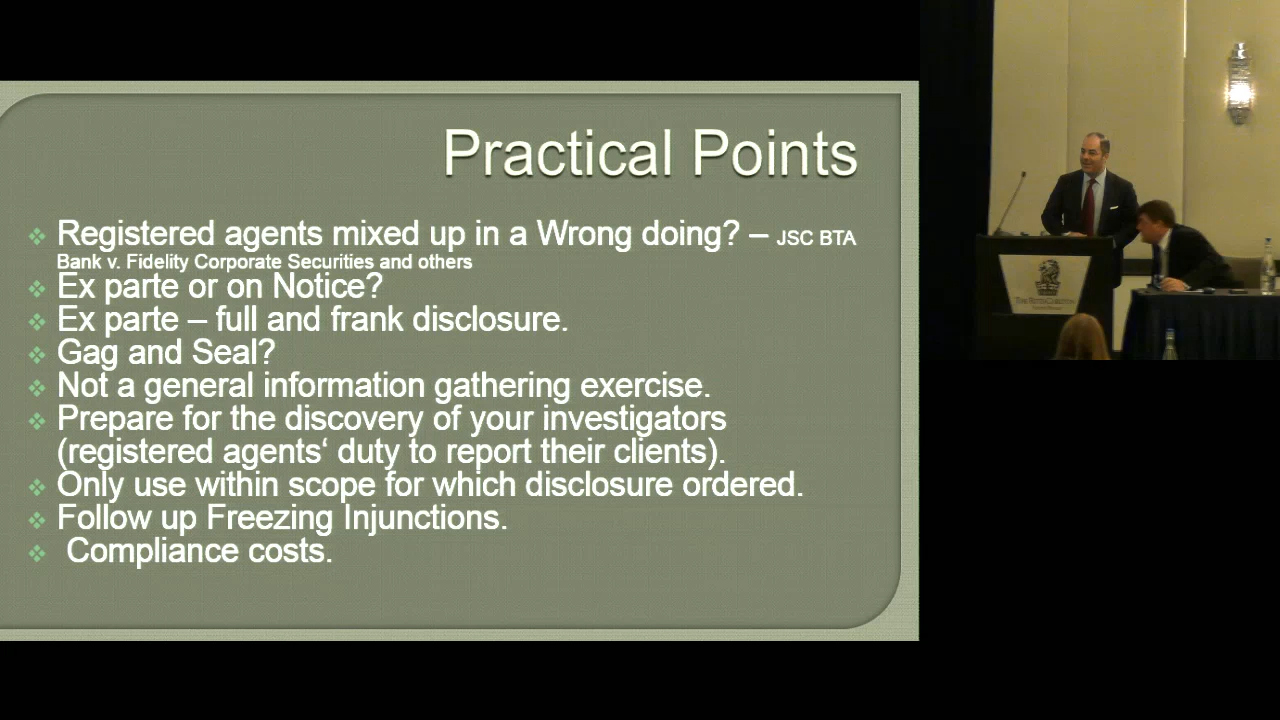 Practical Points
❖ Registered agents mixed up in a Wrong doing? – JSC BTA
Bank v. Fidelity Corporate Securities and others
❖ Ex parte or on Notice?
❖ Ex parte – full and frank disclosure.
❖ Gag and Seal?
❖ Not a general information gathering exercise.
❖ Prepare for the discovery of your investigators
(registered agents‘ duty to report their clients).
❖ Only use within scope for which disclosure ordered.
❖ Follow up Freezing Injunctions.
❖ Compliance costs.
THE RITZ-CARLTON